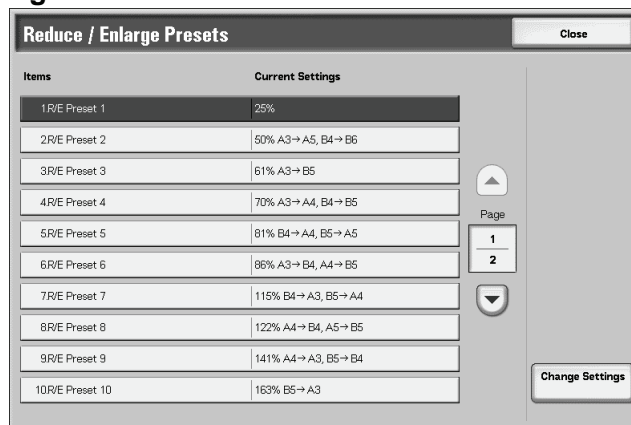 Reduce / Enlarge Presets
Close
Items Current Settings
1.R/E Preset 1 25%
2.R/E Preset 2 50% A3→A5, B4→B6
3.R/E Preset 3 61% A3→B5
4.R/E Preset 4 70% A3→A4, B4→B5
5.R/E Preset 5 81% B4→A4, B5→A5
6.R/E Preset 6 86% A3→B4, A4→B5
7.R/E Preset 7 115% B4→A3, B5→A4
8.R/E Preset 8 122% A4→B4, A5→B5
9.R/E Preset 9 141% A4→A3, B5→B4
10.R/E Preset 10 163% B5→A3
Page
1
2
Change Settings